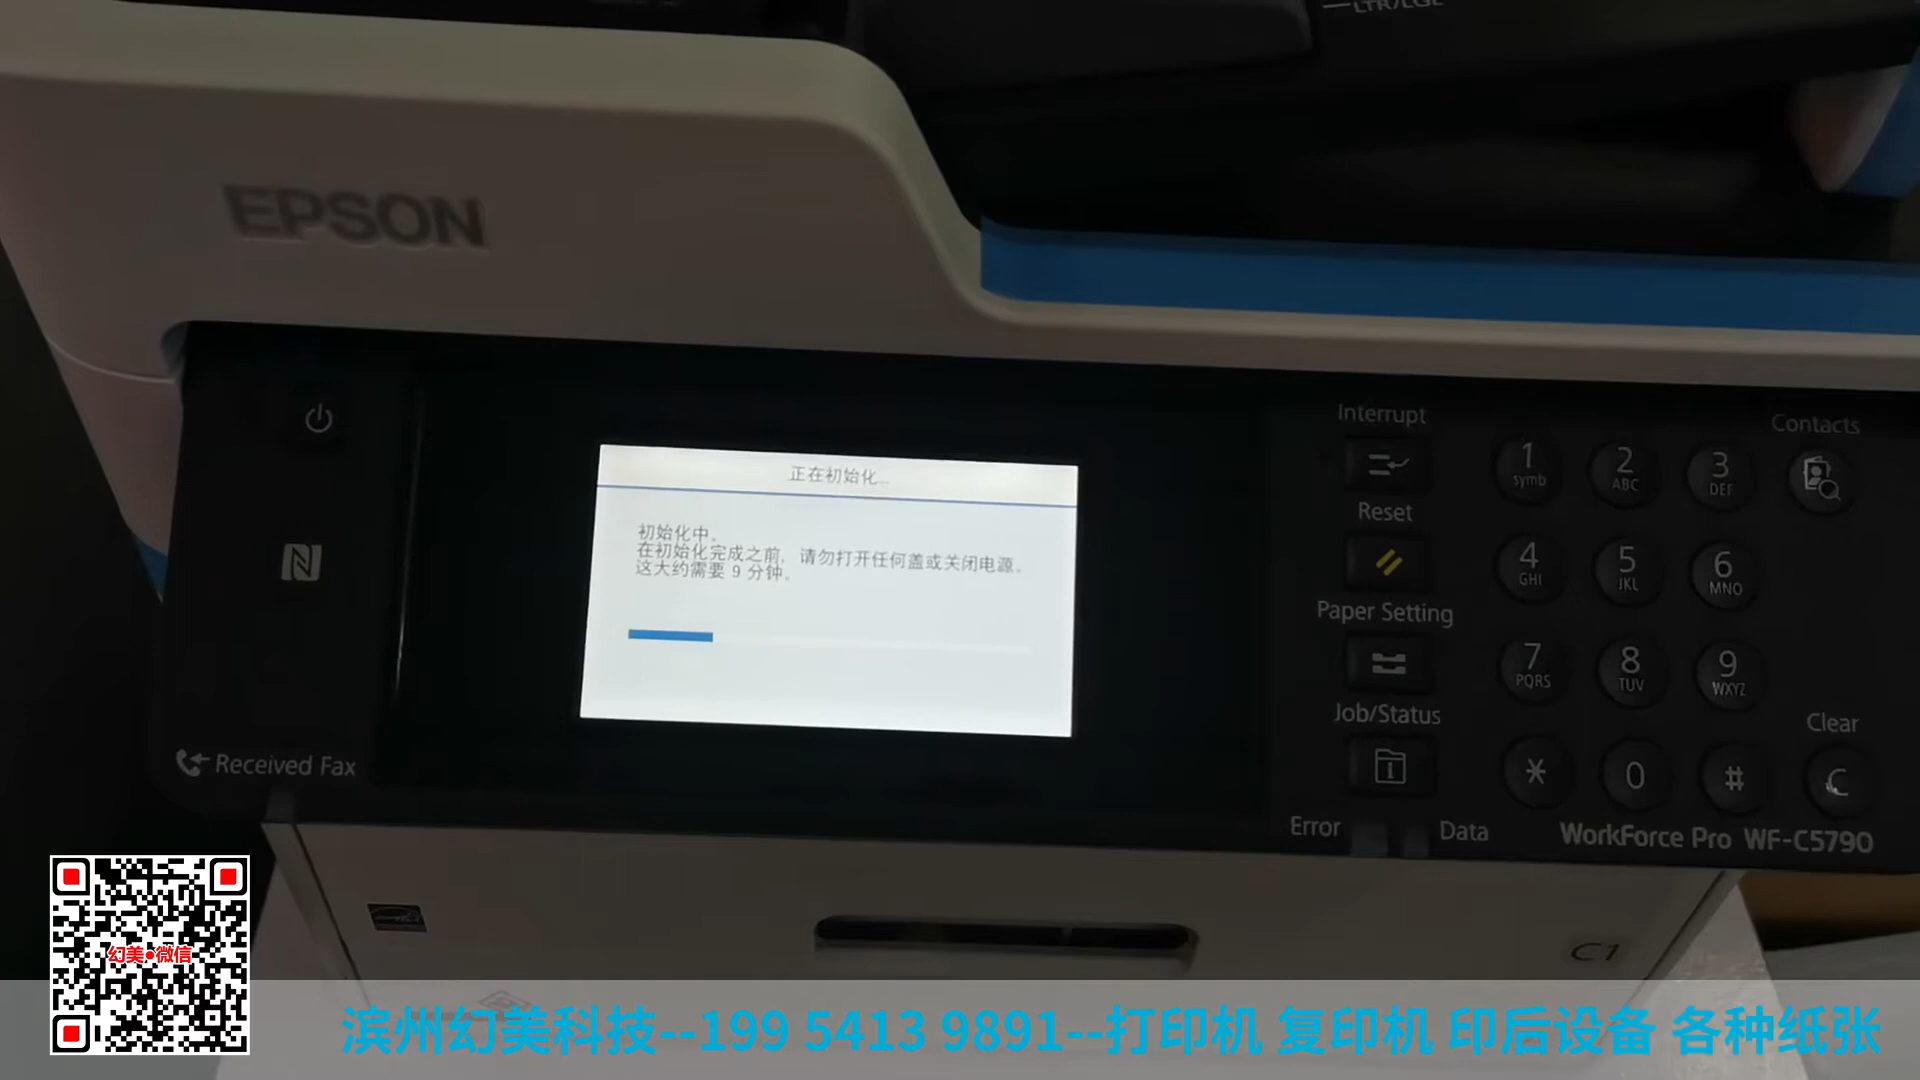 LTR/LGL
EPSON
正在初始化...
初始化中。
在初始化完成之前，请勿打开任何盖或关闭电源。
这大约需要 9 分钟。
Received Fax
Interrupt
Reset
Paper Setting
Job/Status
Error
Data
Contacts
1 2 3
symb ABC DEF
4 5 6
GHI JKL MNO
7 8 9
PQRS TUV WXYZ
Clear
* 0 # C
WorkForce Pro WF-C5790
C1
幻美●微信
滨州幻美科技--199 5413 9891--打印机 复印机 印后设备 各种纸张